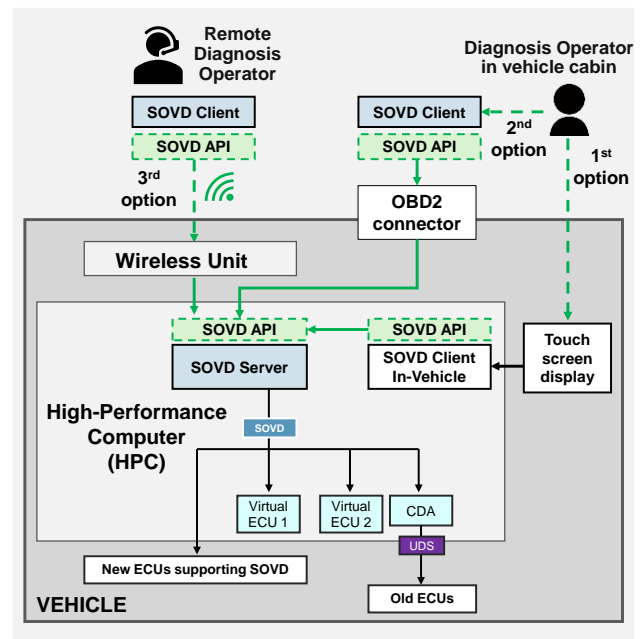 Remote
Diagnosis
Operator
Diagnosis Operator
in vehicle cabin
SOVD Client
SOVD API
SOVD Client
SOVD API
2nd
option
1st
option
3rd
option
OBD2
connector
Wireless Unit
SOVD API
SOVD Server
SOVD API
SOVD Client
In-Vehicle
Touch
screen
display
High-Performance
Computer
(HPC)
SOVD
Virtual
ECU 1
Virtual
ECU 2
CDA
UDS
New ECUs supporting SOVD
Old ECUs
VEHICLE